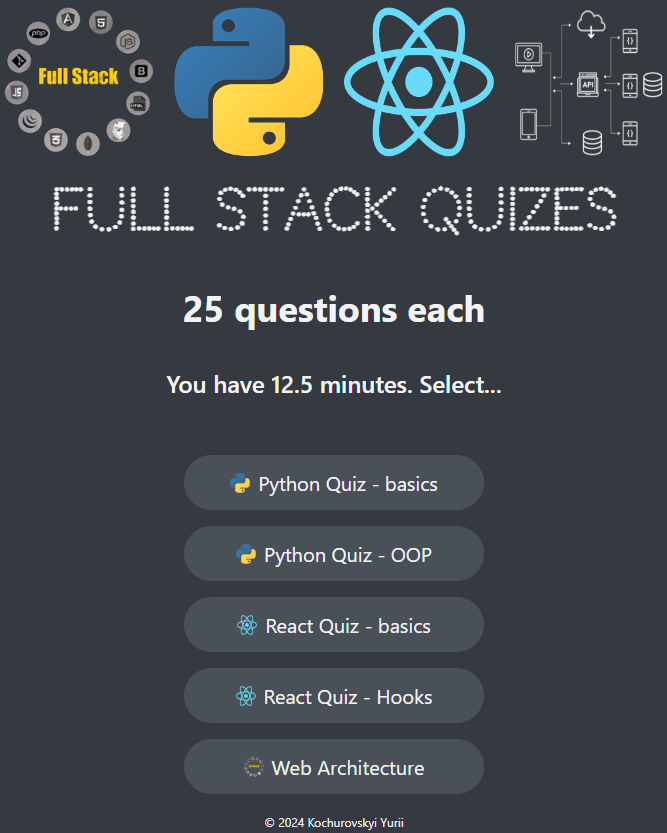 Full Stack
php
JS
HTML
API
FULL STACK QUIZES
25 questions each
You have 12.5 minutes. Select...
Python Quiz - basics
Python Quiz - OOP
React Quiz - basics
React Quiz - Hooks
Web Architecture
© 2024 Kochurovskyi Yurii